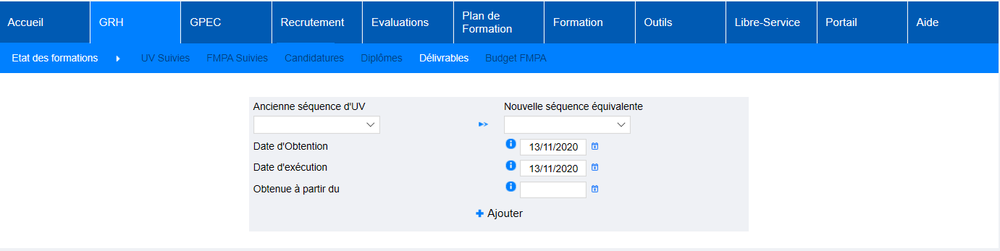 Accueil GRH GPEC Recrutement Evaluations Plan de Formation Formation Outils Libre-Service Portail Aide
Etat des formations UV Suivies FMPA Suivies Candidatures Diplômes Délivrables Budget FMPA
Ancienne séquence d'UV Nouvelle séquence équivalente
Date d'Obtention 13/11/2020
Date d'exécution 13/11/2020
Obtenue à partir du
Ajouter